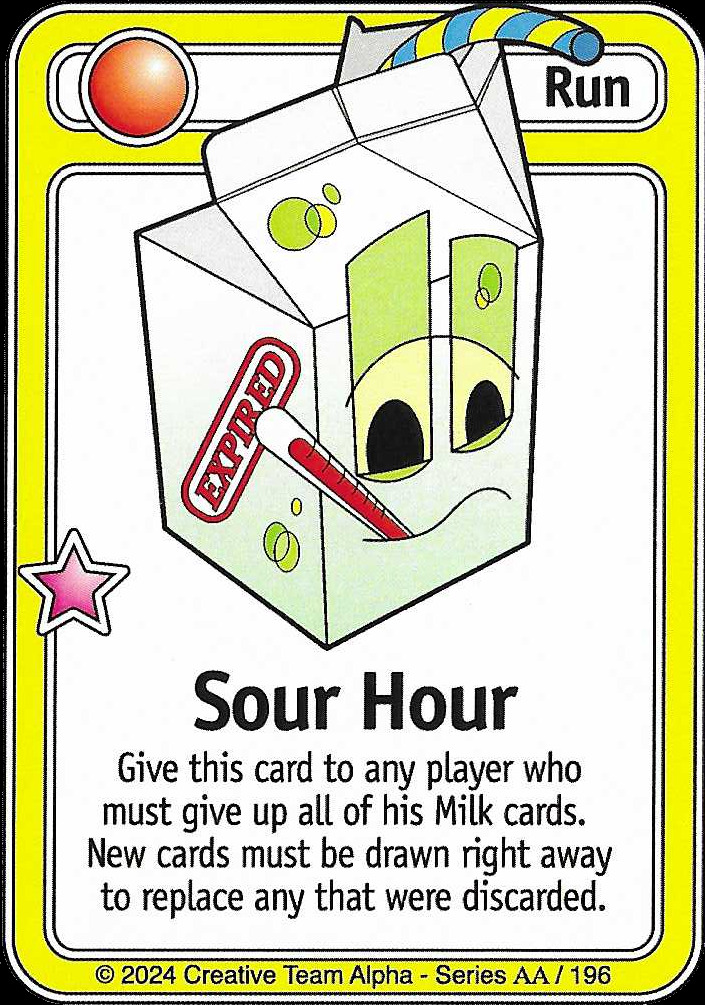 Run
EXPIRED
Sour Hour
Give this card to any player who
must give up all of his Milk cards.
New cards must be drawn right away
to replace any that were discarded.
© 2024 Creative Team Alpha - Series AA / 196